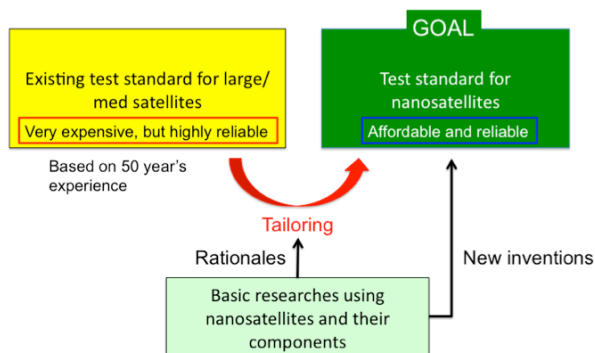 GOAL
Existing test standard for large/
med satellites
Very expensive, but highly reliable
Test standard for
nanosatellites
Affordable and reliable
Based on 50 year's
experience
Tailoring
Rationales
New inventions
Basic researches using
nanosatellites and their
components